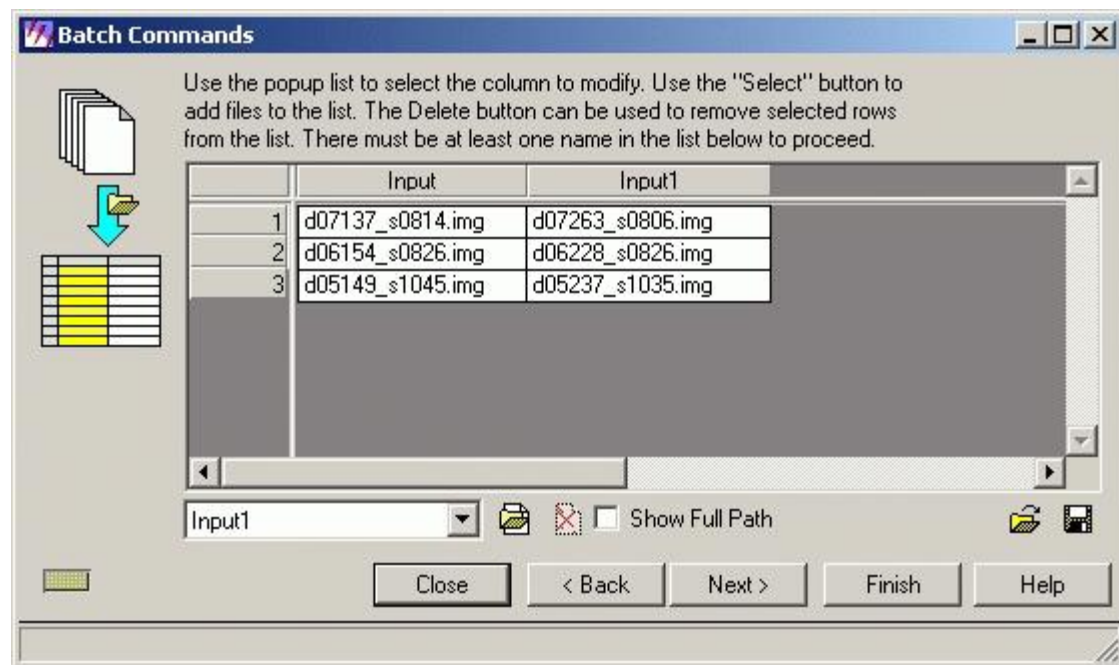 Batch Commands
Use the popup list to select the column to modify. Use the "Select" button to
add files to the list. The Delete button can be used to remove selected rows
from the list. There must be at least one name in the list below to proceed.
Input Input1
1 d07137_s0814.img d07263_s0806.img
2 d06154_s0826.img d06228_s0826.img
3 d05149_s1045.img d05237_s1035.img
Input1 Show Full Path
Close < Back Next > Finish Help